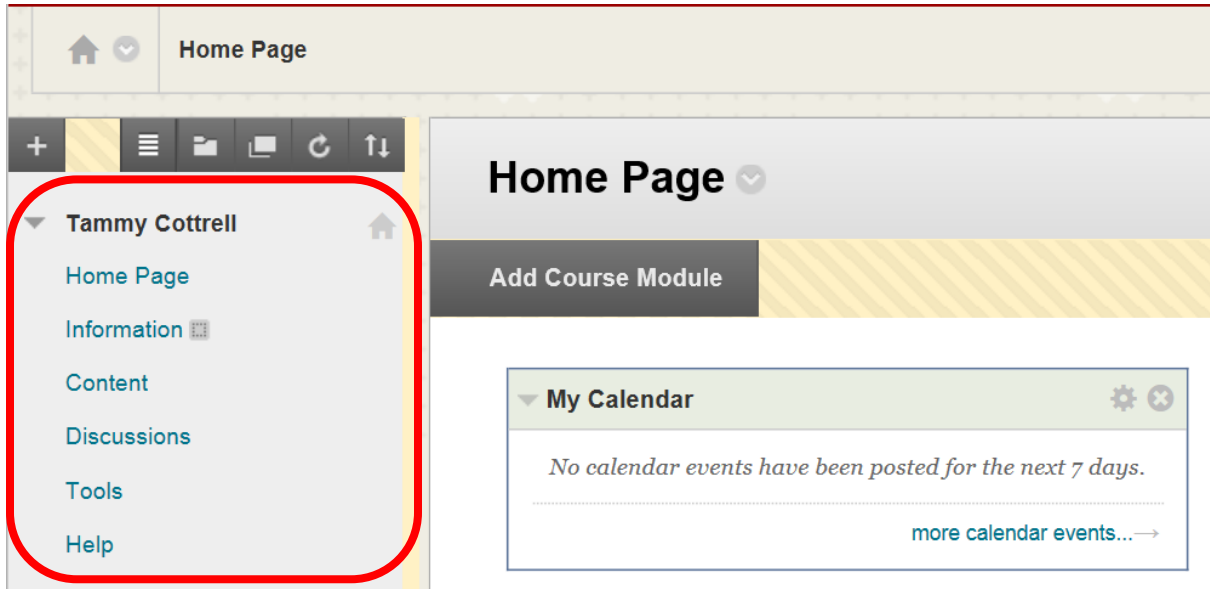 Home Page
Tammy Cottrell
Home Page
Information
Content
Discussions
Tools
Help
Home Page
Add Course Module
My Calendar
No calendar events have been posted for the next 7 days.
more calendar events...→